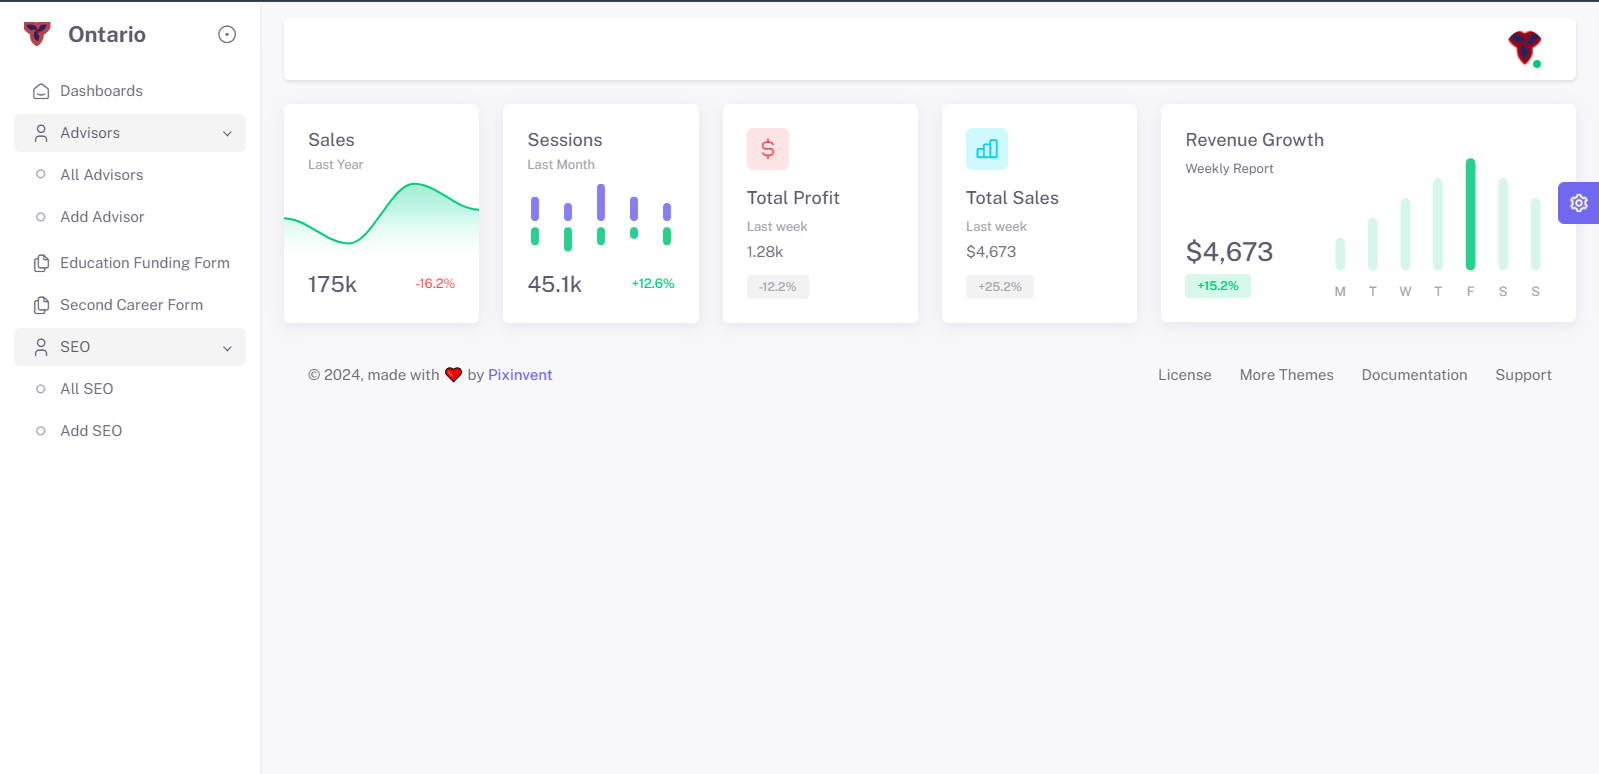 Ontario
Dashboards
Advisors
All Advisors
Add Advisor
Education Funding Form
Second Career Form
SEO
All SEO
Add SEO
Sales
Last Year
175k
-16.2%
Sessions
Last Month
45.1k
+12.6%
Total Profit
Last week
1.28k
-12.2%
Total Sales
Last week
$4,673
+25.2%
Revenue Growth
Weekly Report
$4,673
+15.2%
M T W T F S S
© 2024, made with ❤️ by Pixinvent
License More Themes Documentation Support